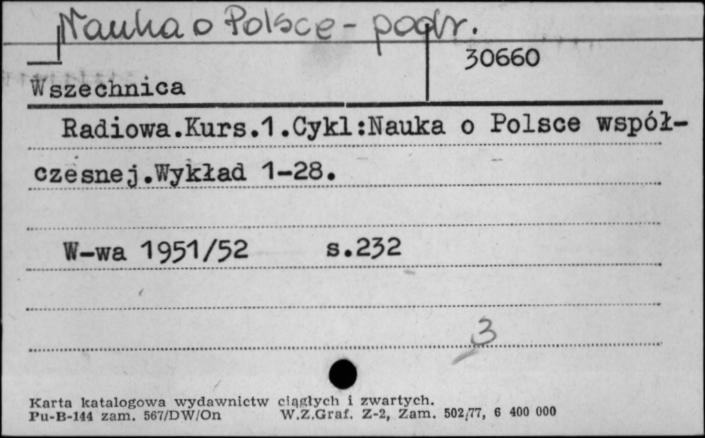 Nauka o Polsce - podr.
30660
Wszechnica
Radiowa.Kurs.1.Cykl:Nauka o Polsce współ-
czesnej.Wykład 1-28.
W-wa 1951/52 s.232
3
Karta katalogowa wydawnictw ciągłych i zwartych.
Pu-B-144 zam. 567/DW/On W.Z.Graf. Z-2, Zam. 502/77, 6 400 000